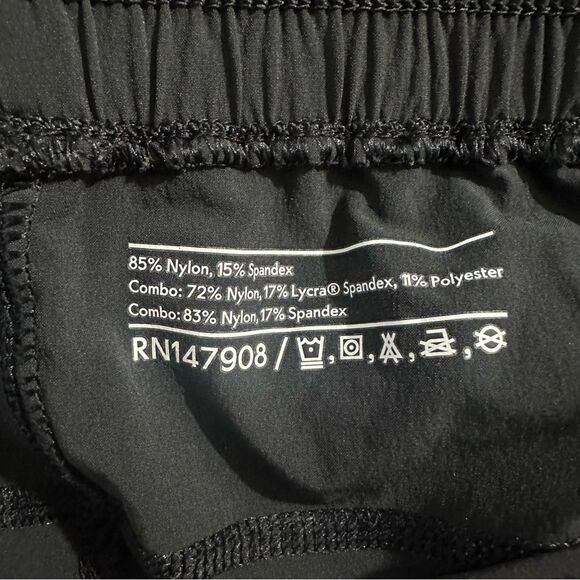 85% Nylon, 15% Spandex
Combo: 72% Nylon, 17% Lycra® Spandex, 11% Polyester
Combo: 83% Nylon, 17% Spandex
RN147908 / , , , ,